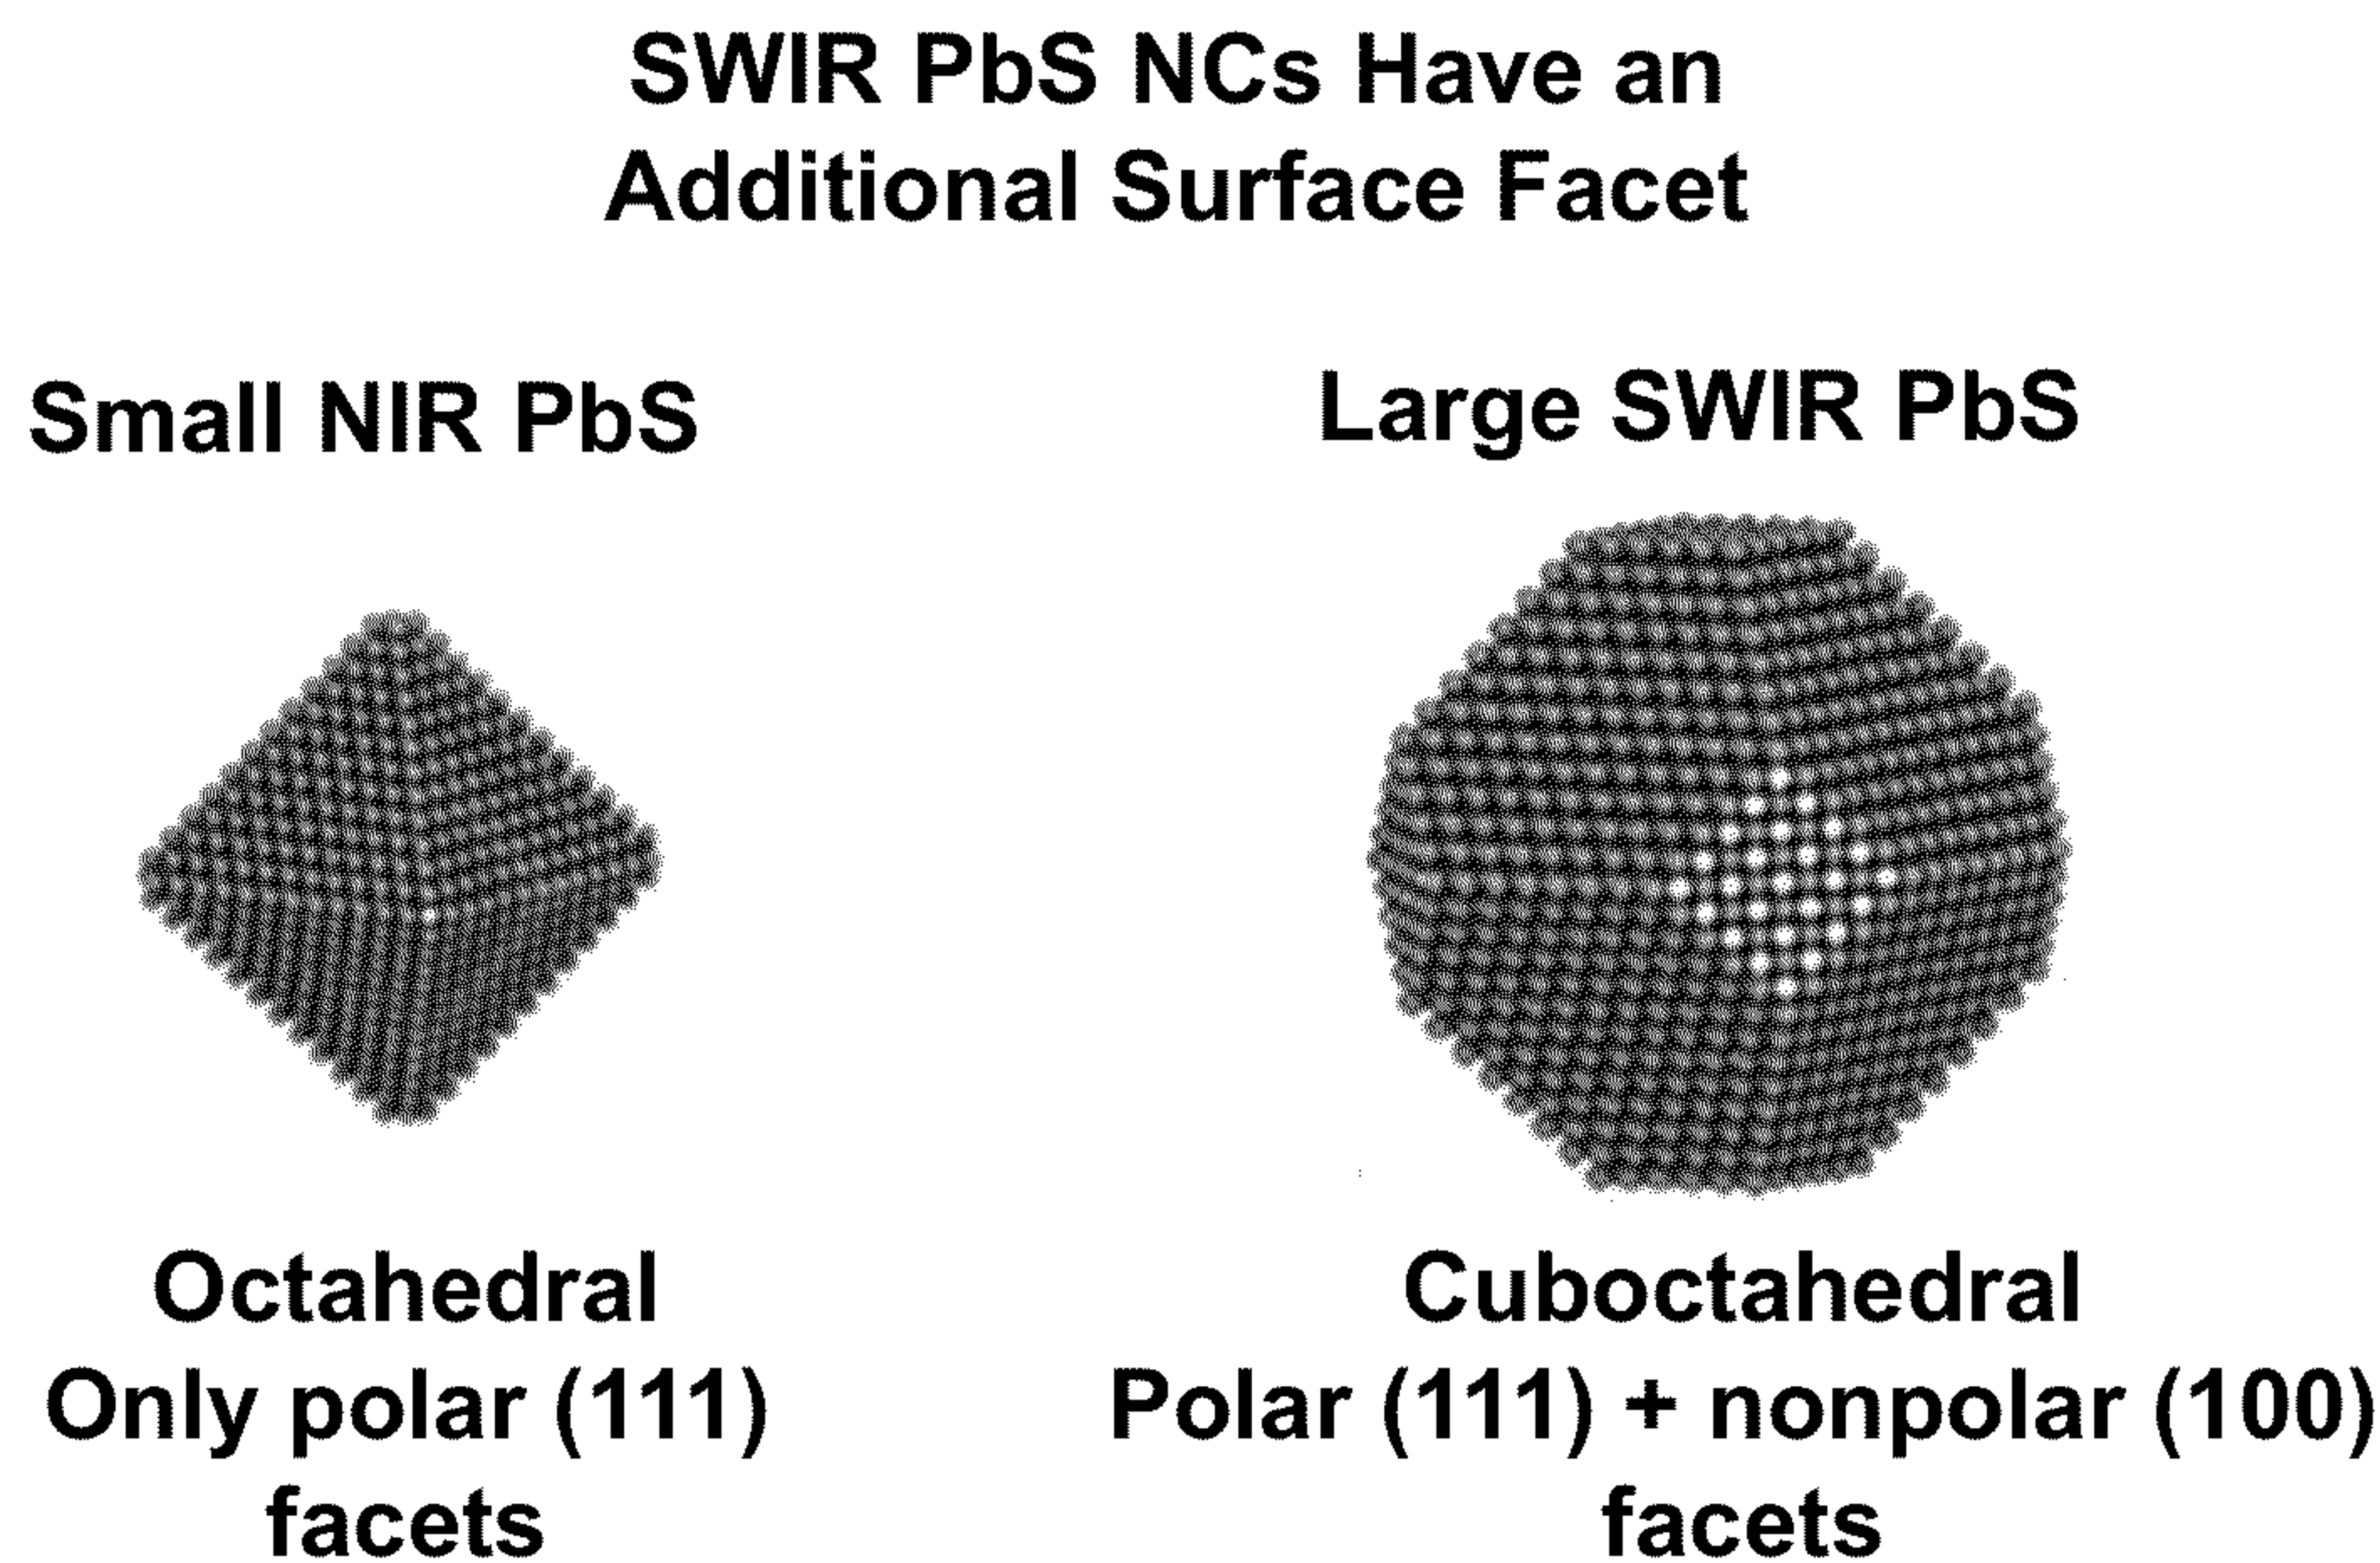 SWIR PbS NCs Have an
Additional Surface Facet
Small NIR PbS
Large SWIR PbS
Octahedral
Only polar (111)
facets
Cuboctahedral
Polar (111) + nonpolar (100)
facets